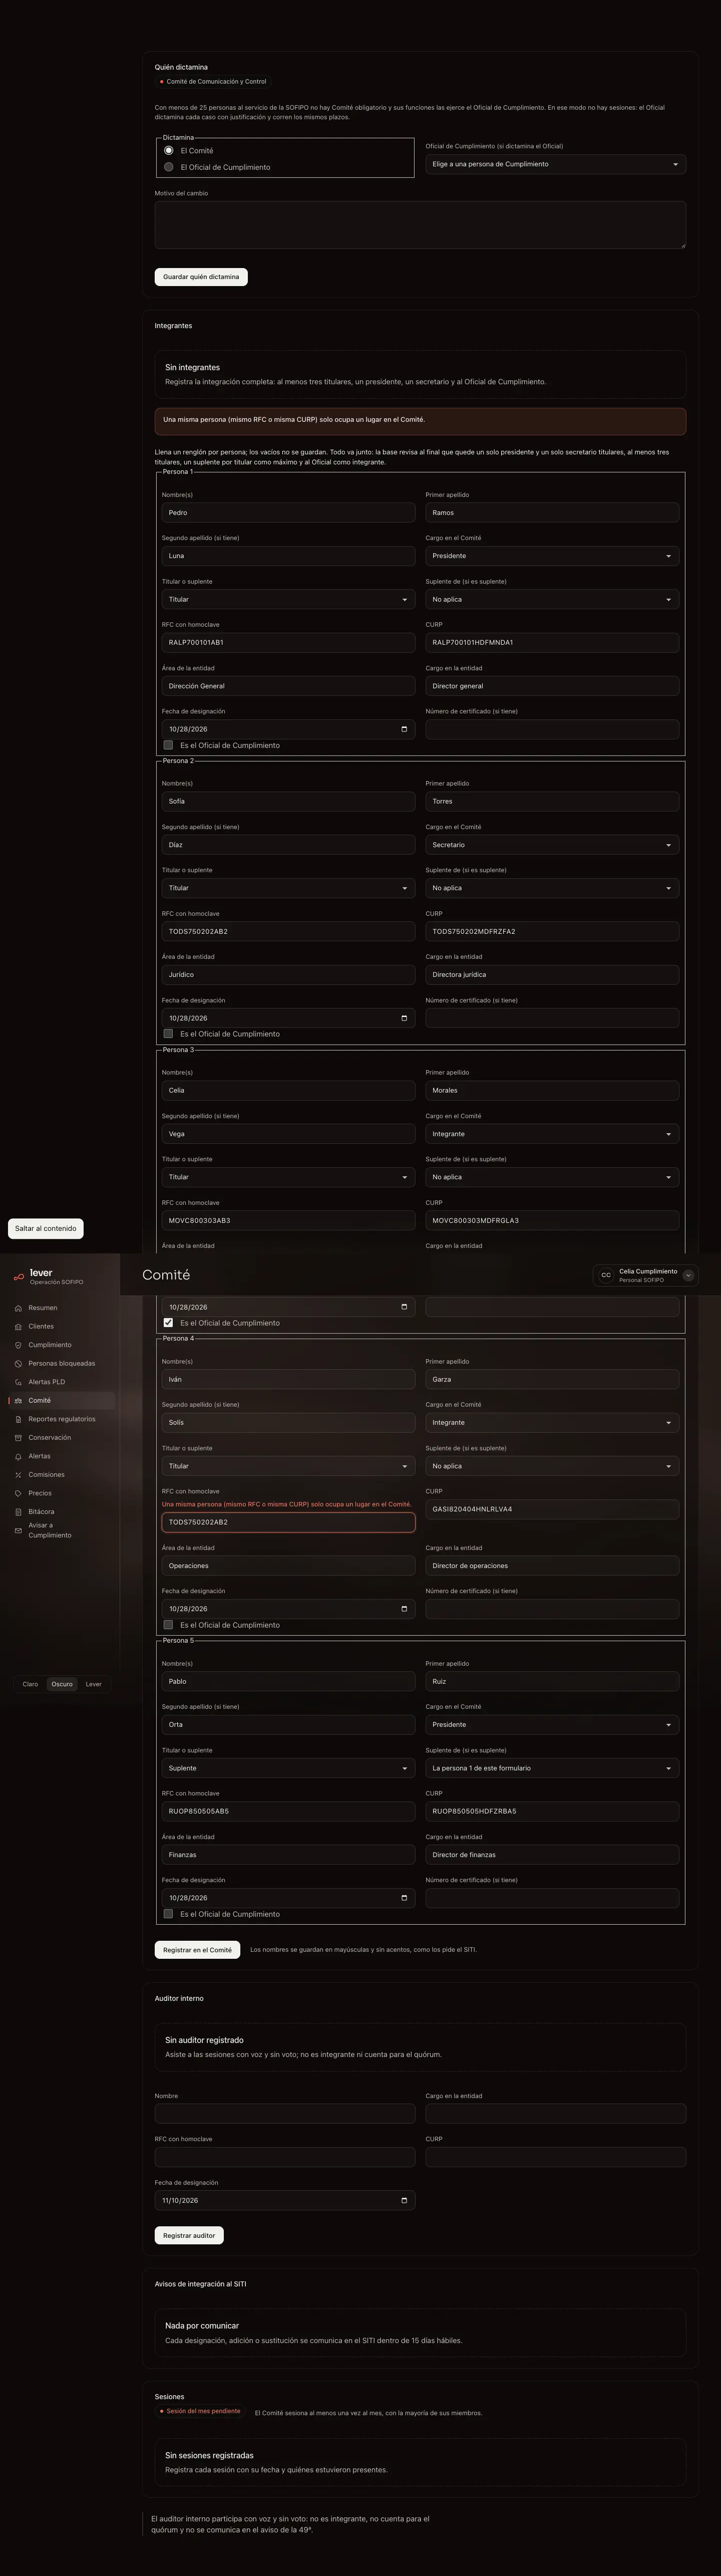 Quién dictamina
Comité de Comunicación y Control
Con menos de 25 personas al servicio de la SOFIPO no hay Comité obligatorio y sus funciones las ejerce el Oficial de Cumplimiento. En ese modo no hay sesiones: el Oficial
dictamina cada caso con justificación y corren los mismos plazos.
Dictamina
El Comité
El Oficial de Cumplimiento
Oficial de Cumplimiento (si dictamina el Oficial)
Elige a una persona de Cumplimiento
Motivo del cambio
Guardar quién dictamina
Integrantes
Sin integrantes
Registra la integración completa: al menos tres titulares, un presidente, un secretario y al Oficial de Cumplimiento.
Una misma persona (mismo RFC o misma CURP) solo ocupa un lugar en el Comité.
Llena un renglón por persona; los vacíos no se guardan. Todo va junto: la base revisa al final que quede un solo presidente y un solo secretario titulares, al menos tres
titulares, un suplente por titular como máximo y al Oficial como integrante.
Persona 1
Nombre(s)
Primer apellido
Pedro
Ramos
Segundo apellido (si tiene)
Cargo en el Comité
Luna
Presidente
Titular o suplente
Suplente de (si es suplente)
Titular
No aplica
RFC con homoclave
CURP
RALP700101AB1
RALP700101HDFMNDA1
Área de la entidad
Cargo en la entidad
Dirección General
Director general
Fecha de designación
Número de certificado (si tiene)
10/28/2026
Es el Oficial de Cumplimiento
Persona 2
Nombre(s)
Primer apellido
Sofía
Torres
Segundo apellido (si tiene)
Cargo en el Comité
Díaz
Secretario
Titular o suplente
Suplente de (si es suplente)
Titular
No aplica
RFC con homoclave
CURP
TODS750202AB2
TODS750202MDFRZFA2
Área de la entidad
Cargo en la entidad
Jurídico
Directora jurídica
Fecha de designación
Número de certificado (si tiene)
10/28/2026
Es el Oficial de Cumplimiento
Persona 3
Nombre(s)
Primer apellido
Celia
Morales
Segundo apellido (si tiene)
Cargo en el Comité
Vega
Integrante
Titular o suplente
Suplente de (si es suplente)
Titular
No aplica
RFC con homoclave
CURP
MOVC800303AB3
MOVC800303MDFRGLA3
Área de la entidad
Cargo en la entidad
Saltar al contenido
lever
Operación SOFIPO
Comité
CC
Celia Cumplimiento
Personal SOFIPO
Resumen
Clientes
Cumplimiento
Personas bloqueadas
Alertas PLD
Comité
Reportes regulatorios
Conservación
Alertas
Comisiones
Precios
Bitácora
Avisar a
Cumplimiento
Claro
Oscuro
Lever
10/28/2026
Es el Oficial de Cumplimiento
Persona 4
Nombre(s)
Primer apellido
Iván
Garza
Segundo apellido (si tiene)
Cargo en el Comité
Solís
Integrante
Titular o suplente
Suplente de (si es suplente)
Titular
No aplica
RFC con homoclave
CURP
Una misma persona (mismo RFC o misma CURP) solo ocupa un lugar en el Comité.
TODS750202AB2
GASI820404HNLRLVA4
Área de la entidad
Cargo en la entidad
Operaciones
Director de operaciones
Fecha de designación
Número de certificado (si tiene)
10/28/2026
Es el Oficial de Cumplimiento
Persona 5
Nombre(s)
Primer apellido
Pablo
Ruiz
Segundo apellido (si tiene)
Cargo en el Comité
Orta
Presidente
Titular o suplente
Suplente de (si es suplente)
Suplente
La persona 1 de este formulario
RFC con homoclave
CURP
RUOP850505AB5
RUOP850505HDFZRBA5
Área de la entidad
Cargo en la entidad
Finanzas
Director de finanzas
Fecha de designación
Número de certificado (si tiene)
10/28/2026
Es el Oficial de Cumplimiento
Registrar en el Comité
Los nombres se guardan en mayúsculas y sin acentos, como los pide el SITI.
Auditor interno
Sin auditor registrado
Asiste a las sesiones con voz y sin voto; no es integrante ni cuenta para el quórum.
Nombre
Cargo en la entidad
RFC con homoclave
CURP
Fecha de designación
11/10/2026
Registrar auditor
Avisos de integración al SITI
Nada por comunicar
Cada designación, adición o sustitución se comunica en el SITI dentro de 15 días hábiles.
Sesiones
Sesión del mes pendiente
El Comité sesiona al menos una vez al mes, con la mayoría de sus miembros.
Sin sesiones registradas
Registra cada sesión con su fecha y quiénes estuvieron presentes.
El auditor interno participa con voz y sin voto: no es integrante, no cuenta para el
quórum y no se comunica en el aviso de la 49ª.